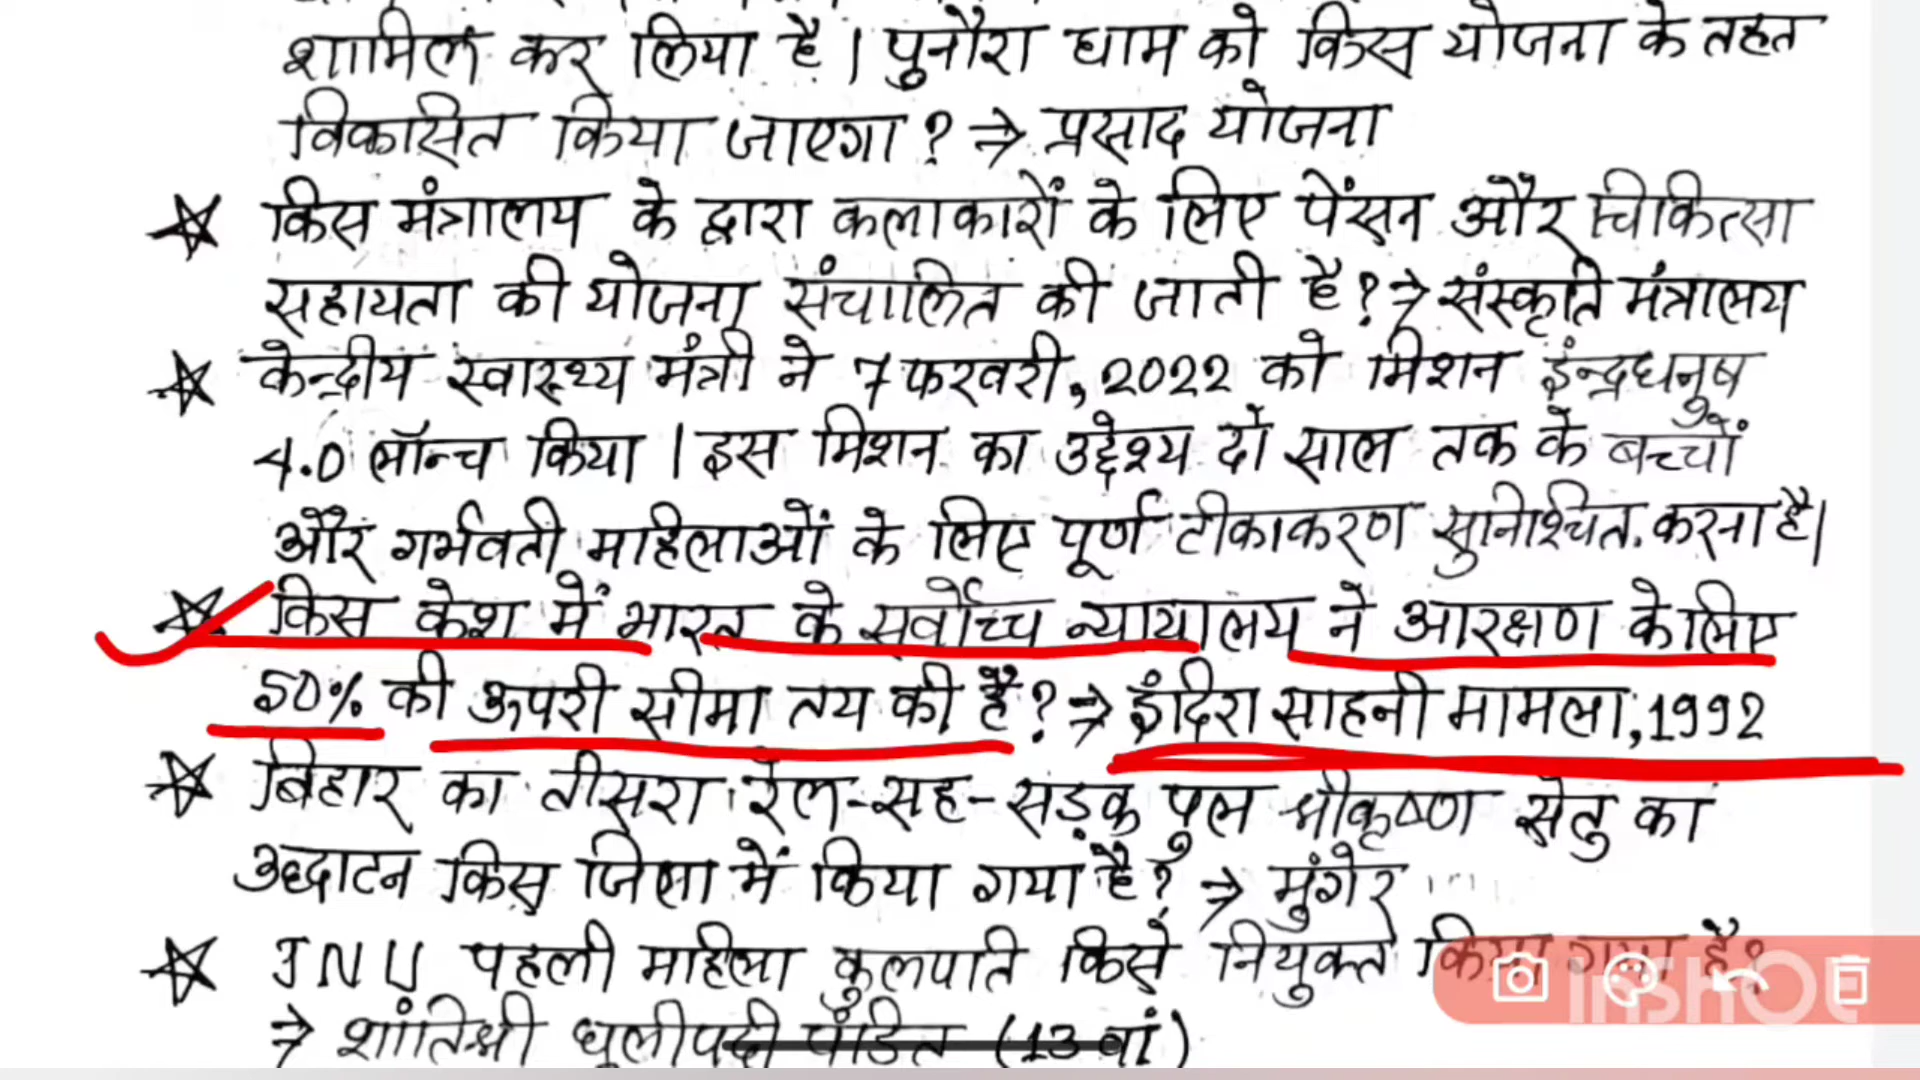 शामिल कर लिया है। पुनौरा धाम को किस योजना के तहत
विकासित किया जाएगा? ⇒ प्रसाद योजना
☆ किस मंत्रालय के द्वारा कलाकारों के लिए पेंसन और चिकित्सा
सहायता की योजना संचालित की जाती है? ⇒ संस्कृति मंत्रालय
☆ केन्द्रीय स्वास्थ्य मंत्री ने 7 फरवरी, 2022 को मिशन इंन्द्रधनुष
4.0 लॉन्च किया। इस मिशन का उद्देश्य दो साल तक के बच्चों
और गर्भवती महिलाओं के लिए पूर्ण टीकाकरण सुनिश्चित करना है।
☆ किस केश में भारत के सर्वोच्च न्यायालय ने आरक्षण के लिए
50% की ऊपरी सीमा तय की है? ⇒ इंदिरा साहनी मामला, 1992
☆ बिहार का तीसरा रेल-सह-सड़क पुल श्रीकृष्ण सेतु का
उद्घाटन किस जिला में किया गया है? ⇒ मुंगेर
☆ JNU पहली महिला कुलपति किसे नियुक्त किया गया है?
⇒ शांतिश्री धुलीपदी पंडित (13 वां)
INSHOT